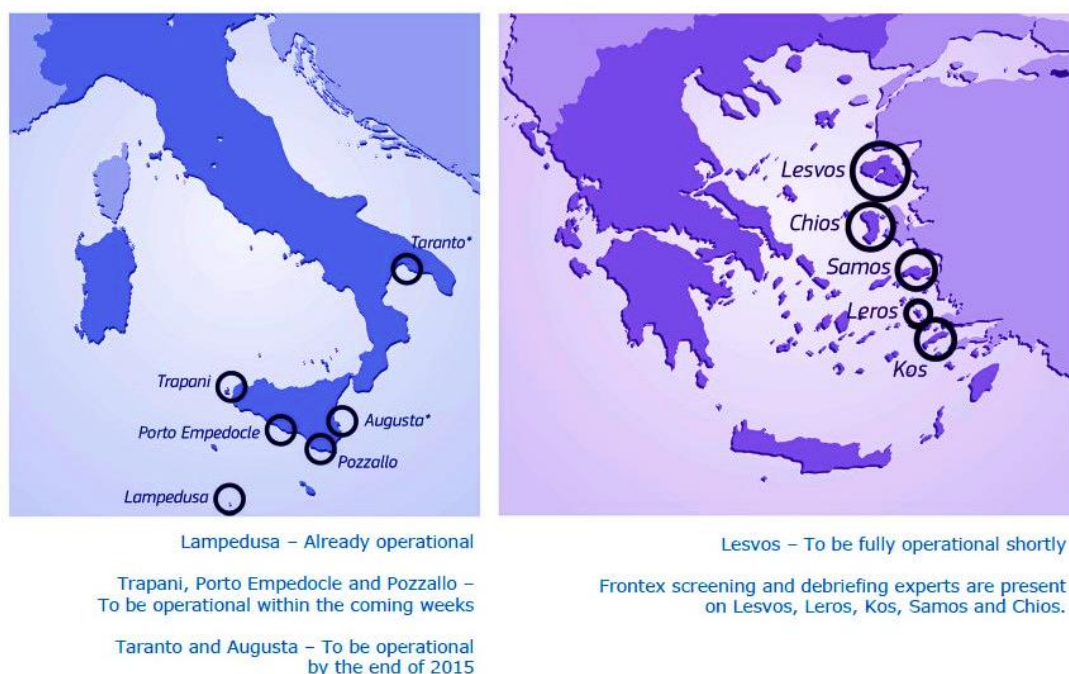 Taranto*
Trapani
Porto Empedocle
Augusta*
Pozzallo
Lampedusa
Lampedusa – Already operational
Trapani, Porto Empedocle and Pozzallo –
To be operational within the coming weeks
Taranto and Augusta – To be operational
by the end of 2015
Lesvos
Chios
Samos
Leros
Kos
Lesvos – To be fully operational shortly
Frontex screening and debriefing experts are present
on Lesvos, Leros, Kos, Samos and Chios.